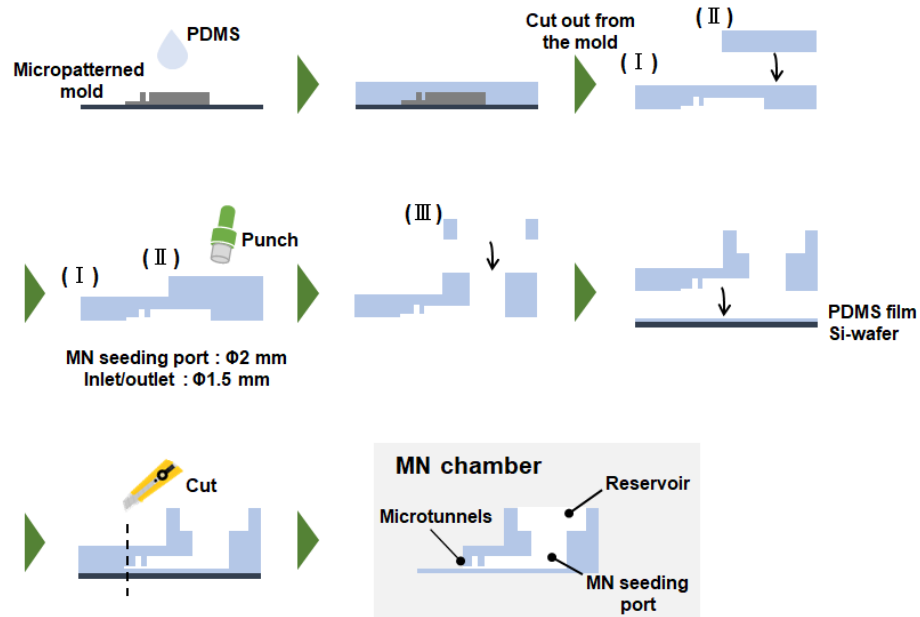 PDMS
Micropatterned
mold
Cut out from
the mold
(Ⅱ)
(Ⅰ)
(Ⅰ)
(Ⅱ)
Punch
MN seeding port : Φ2 mm
Inlet/outlet : Φ1.5 mm
(Ⅲ)
PDMS film
Si-wafer
Cut
MN chamber
Reservoir
Microtunnels
MN seeding
port